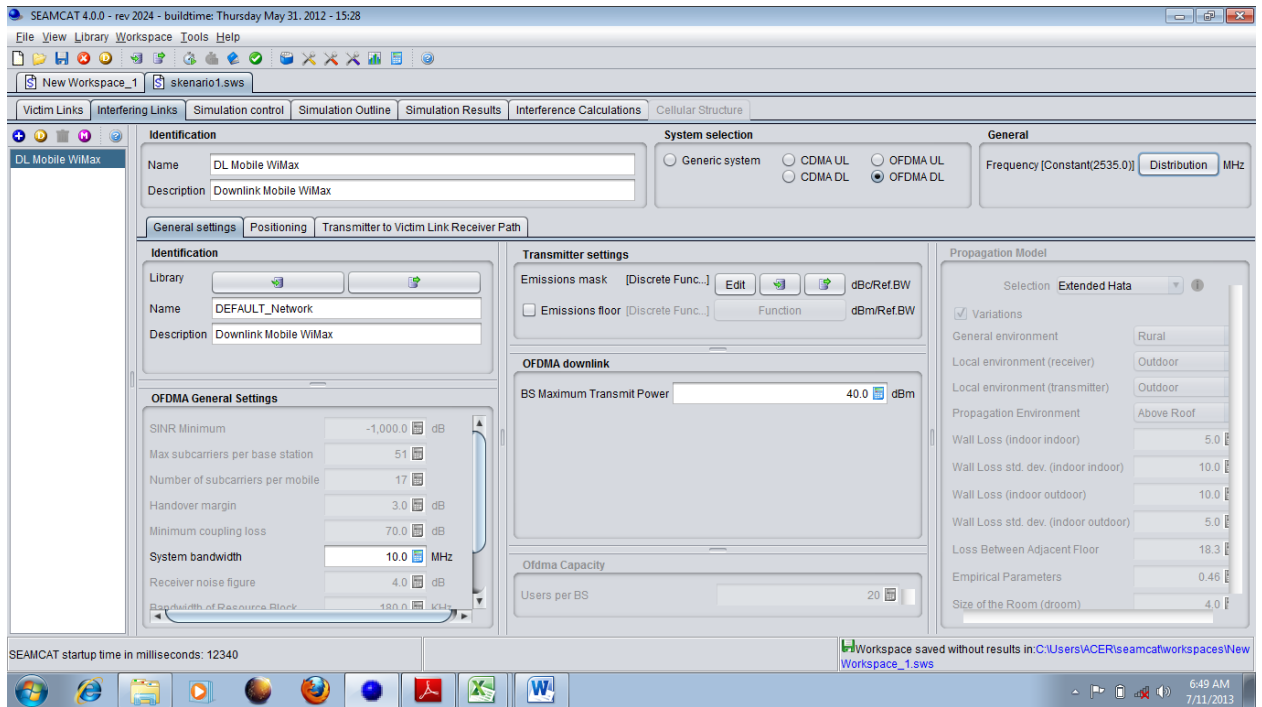 SEAMCAT 4.0.0 - rev 2024 - buildtime: Thursday May 31. 2012 - 15:28
File View Library Workspace Tools Help
New Workspace_1 skenario1.sws
Victim Links Interfering Links Simulation control Simulation Outline Simulation Results Interference Calculations Cellular Structure
DL Mobile WiMax
Identification
Name DL Mobile WiMax
Description Downlink Mobile WiMax
System selection
Generic system CDMA UL OFDMA UL
CDMA DL OFDMA DL
General
Frequency [Constant(2535.0)] Distribution MHz
General settings Positioning Transmitter to Victim Link Receiver Path
Identification
Library
Name DEFAULT_Network
Description Downlink Mobile WiMax
OFDMA General Settings
SINR Minimum -1,000.0 dB
Max subcarriers per base station 51
Number of subcarriers per mobile 17
Handover margin 3.0 dB
Minimum coupling loss 70.0 dB
System bandwidth 10.0 MHz
Receiver noise figure 4.0 dB
Bandwidth of Resource Block 180.0 KHz
Transmitter settings
Emissions mask [Discrete Func...] Edit dBc/Ref.BW
Emissions floor [Discrete Func...] Function dBm/Ref.BW
OFDMA downlink
BS Maximum Transmit Power 40.0 dBm
Ofdma Capacity
Users per BS 20
Propagation Model
Selection Extended Hata
Variations
General environment Rural
Local environment (receiver) Outdoor
Local environment (transmitter) Outdoor
Propagation Environment Above Roof
Wall Loss (indoor indoor) 5.0
Wall Loss std. dev. (indoor indoor) 10.0
Wall Loss (indoor outdoor) 10.0
Wall Loss std. dev. (indoor outdoor) 5.0
Loss Between Adjacent Floor 18.3
Empirical Parameters 0.46
Size of the Room (droom) 4.0
SEAMCAT startup time in milliseconds: 12340
Workspace saved without results in:C:\Users\ACER\seamcat\workspaces\New
Workspace_1.sws
6:49 AM
7/11/2013